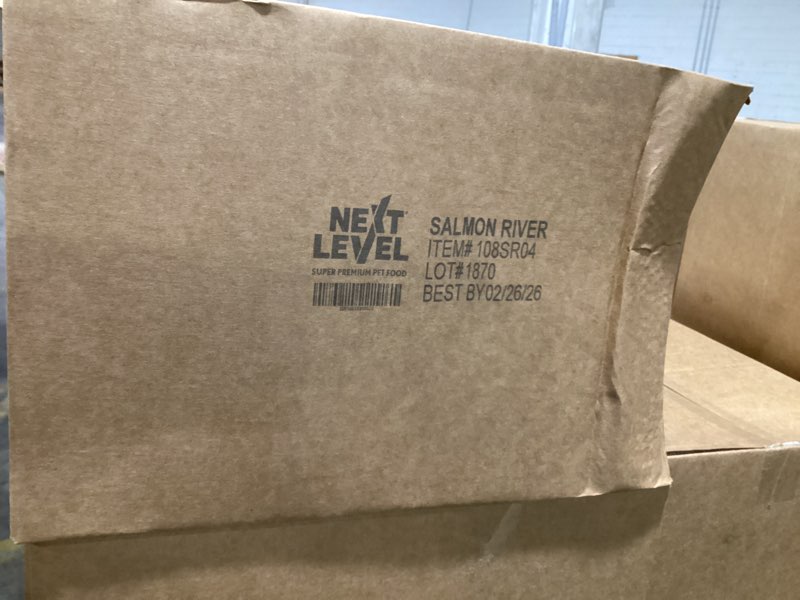 NEXT
LEVEL
SUPER PREMIUM PET FOOD
SALMON RIVER
ITEM# 108SR04
LOT#1870
BEST BY02/26/26